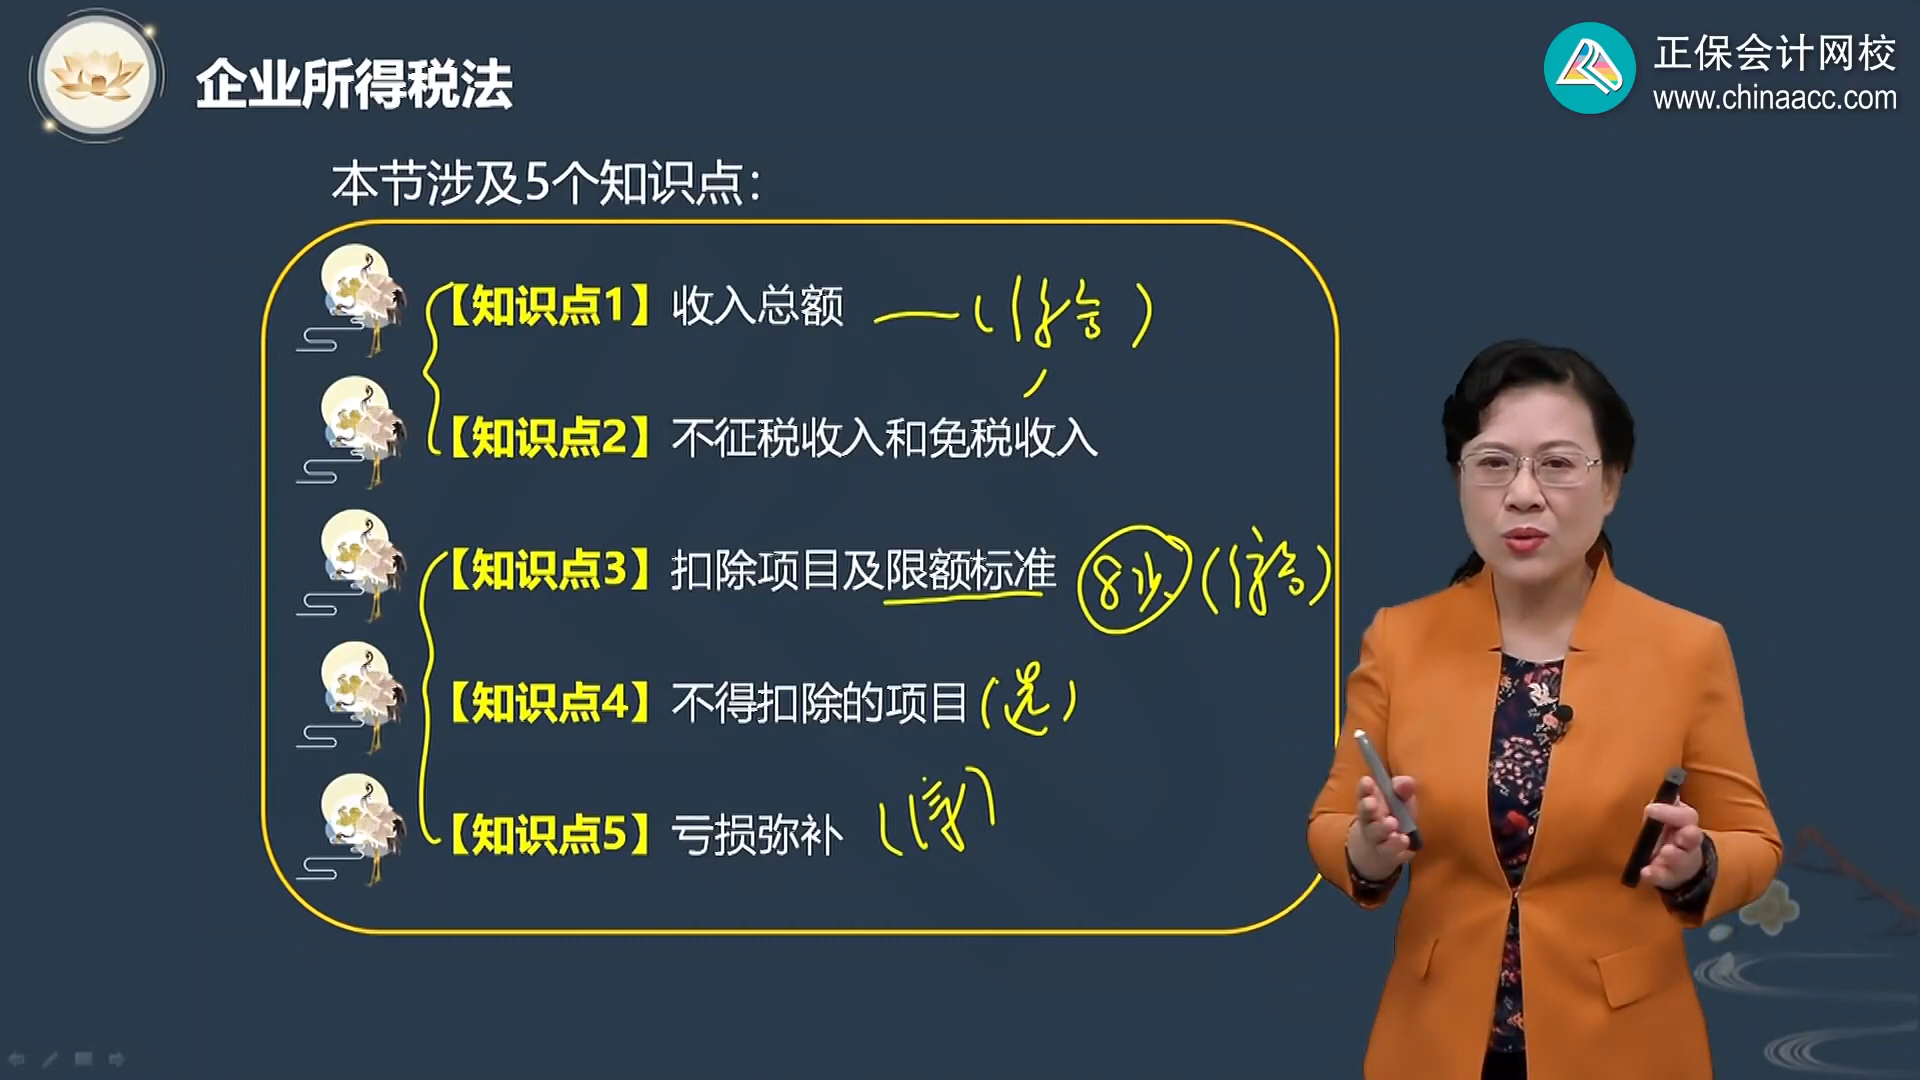 正保会计网校
www.chinaacc.com
企业所得税法
本节涉及5个知识点：
【知识点1】收入总额
【知识点2】不征税收入和免税收入
【知识点3】扣除项目及限额标准
【知识点4】不得扣除的项目（选）
【知识点5】亏损弥补